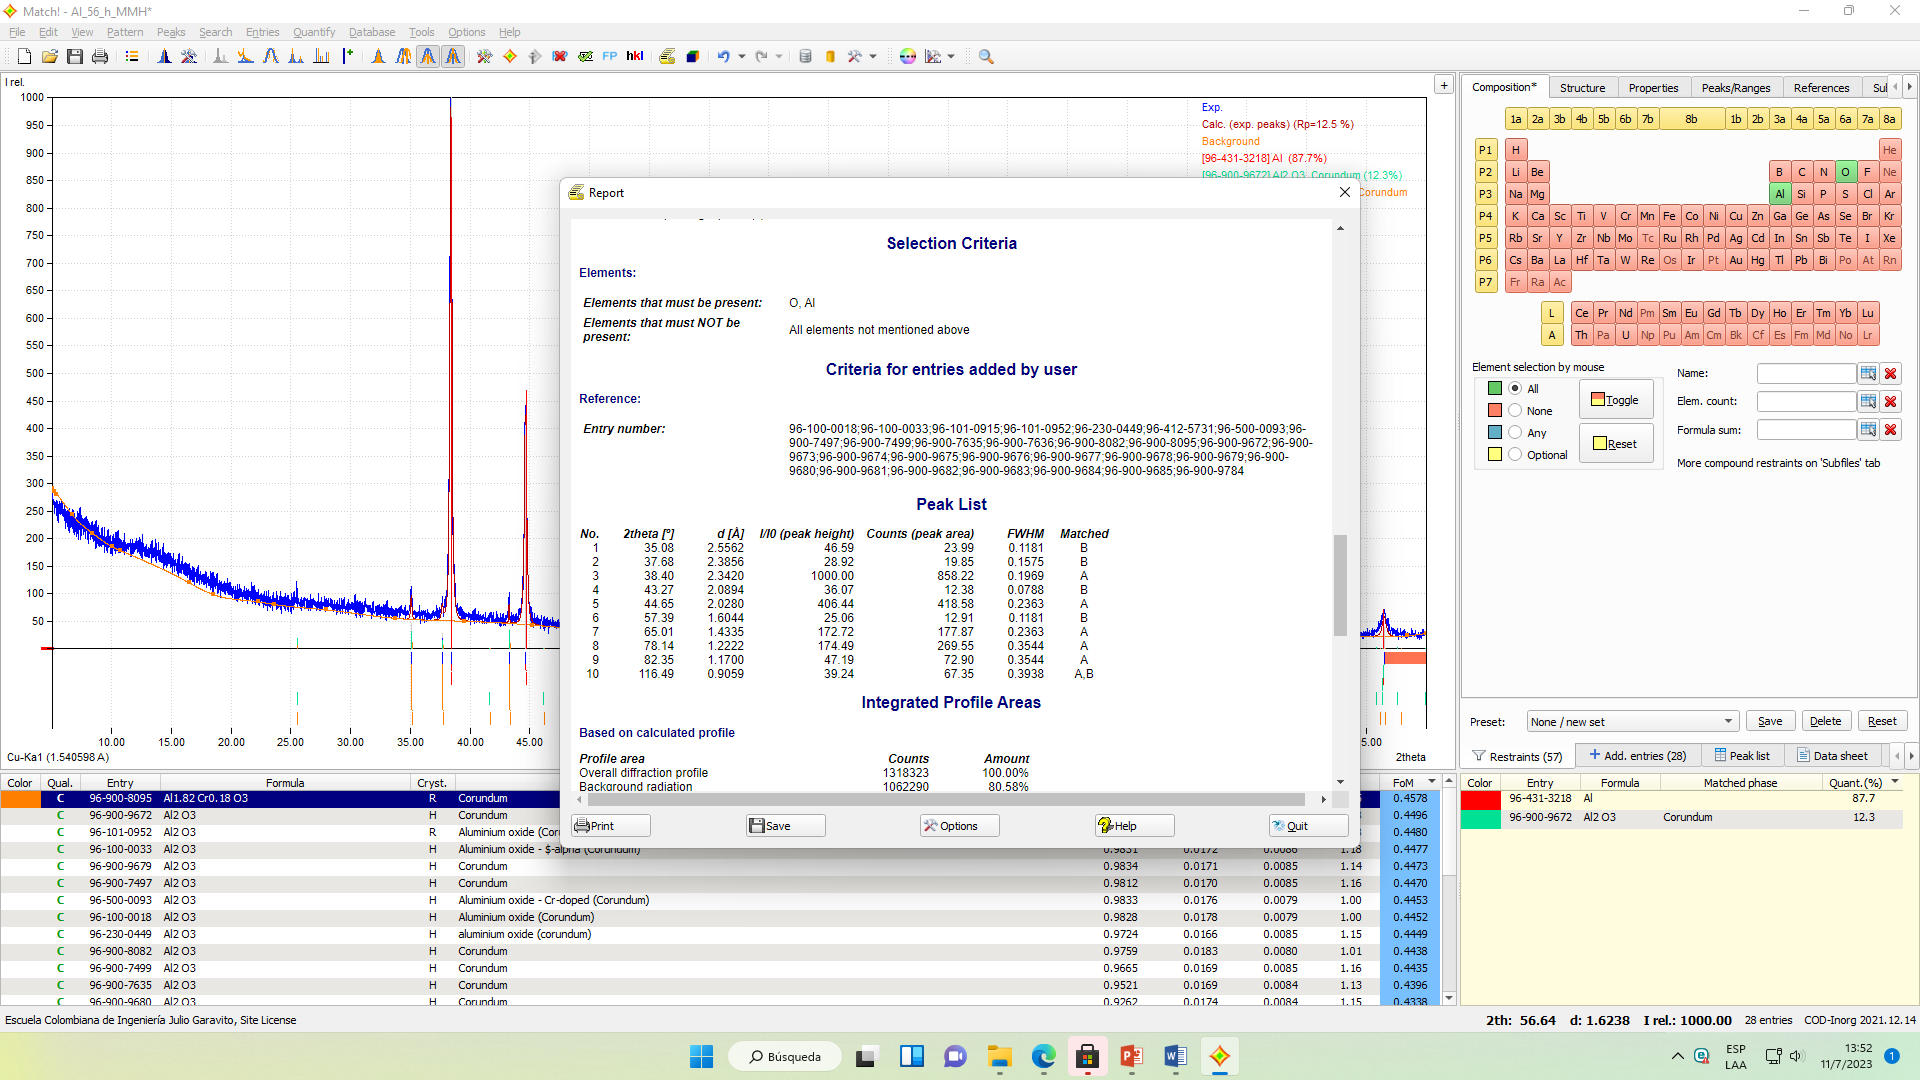 Match! - Al_56_h_MMH*
File Edit View Pattern Peaks Search Entries Quantify Database Tools Options Help
FP hkl
I rel.
1000
950
900
850
800
750
700
650
600
550
500
450
400
350
300
250
200
150
100
50
10.00 15.00 20.00 25.00 30.00 35.00 40.00 45.00
5.00
Cu-Ka1 (1.540598 A)
2theta
Exp.
Calc. (exp. peaks) (Rp=12.5 %)
Background
[96-431-3218] Al (87.7%)
[96-900-9672] Al2 O3 Corundum (12.3%)
Corundum
Report
Selection Criteria
Elements:
Elements that must be present: O, Al
Elements that must NOT be present: All elements not mentioned above
Criteria for entries added by user
Reference:
Entry number: 96-100-0018;96-100-0033;96-101-0915;96-101-0952;96-230-0449;96-412-5731;96-500-0093;96-
900-7497;96-900-7499;96-900-7635;96-900-7636;96-900-8082;96-900-8095;96-900-9672;96-900-
9673;96-900-9674;96-900-9675;96-900-9676;96-900-9677;96-900-9678;96-900-9679;96-900-
9680;96-900-9681;96-900-9682;96-900-9683;96-900-9684;96-900-9685;96-900-9784
Peak List
No. 2theta [º] d [Å] I/I0 (peak height) Counts (peak area) FWHM Matched
1 35.08 2.5562 46.59 23.99 0.1181 B
2 37.68 2.3856 28.92 19.85 0.1575 B
3 38.40 2.3420 1000.00 858.22 0.1969 A
4 43.27 2.0894 36.07 12.38 0.0788 B
5 44.65 2.0280 406.44 418.58 0.2363 A
6 57.39 1.6044 25.06 12.91 0.1181 B
7 65.01 1.4335 172.72 177.87 0.2363 A
8 78.14 1.2222 174.49 269.55 0.3544 A
9 82.35 1.1700 47.19 72.90 0.3544 A
10 116.49 0.9059 39.24 67.35 0.3938 A,B
Integrated Profile Areas
Based on calculated profile
Profile area Counts Amount
Overall diffraction profile 1318323 100.00%
Background radiation 1062290 80.58%
Print Save Options Help Quit
Composition* Structure Properties Peaks/Ranges References Sul
1a 2a 3b 4b 5b 6b 7b 8b 1b 2b 3a 4a 5a 6a 7a 8a
P1 H He
P2 Li Be B C N O F Ne
P3 Na Mg Al Si P S Cl Ar
P4 K Ca Sc Ti V Cr Mn Fe Co Ni Cu Zn Ga Ge As Se Br Kr
P5 Rb Sr Y Zr Nb Mo Tc Ru Rh Pd Ag Cd In Sn Sb Te I Xe
P6 Cs Ba La Hf Ta W Re Os Ir Pt Au Hg Tl Pb Bi Po At Rn
P7 Fr Ra Ac
L Ce Pr Nd Pm Sm Eu Gd Tb Dy Ho Er Tm Yb Lu
A Th Pa U Np Pu Am Cm Bk Cf Es Fm Md No Lr
Element selection by mouse
All
None
Any
Optional
Toggle
Reset
Name:
Elem. count:
Formula sum:
More compound restraints on 'Subfiles' tab
Preset: None / new set Save Delete Reset
Restraints (57) Add. entries (28) Peak list Data sheet
Color Qual. Entry Formula Cryst. FoM
C 96-900-8095 Al1.82 Cr0.18 O3 R Corundum 0.4578
C 96-900-9672 Al2 O3 H Corundum 0.4496
C 96-101-0952 Al2 O3 R Aluminium oxide (Cor 0.4480
C 96-100-0033 Al2 O3 H Aluminium oxide - $-alpha (Corundum) 0.9831 0.0172 0.0086 1.18 0.4477
C 96-900-9679 Al2 O3 H Corundum 0.9834 0.0171 0.0085 1.14 0.4473
C 96-900-7497 Al2 O3 H Corundum 0.9812 0.0170 0.0085 1.16 0.4470
C 96-500-0093 Al2 O3 H Aluminium oxide - Cr-doped (Corundum) 0.9833 0.0176 0.0079 1.00 0.4453
C 96-100-0018 Al2 O3 H Aluminium oxide (Corundum) 0.9828 0.0178 0.0079 1.00 0.4452
C 96-230-0449 Al2 O3 H aluminium oxide (corundum) 0.9724 0.0166 0.0085 1.15 0.4449
C 96-900-8082 Al2 O3 H Corundum 0.9759 0.0183 0.0080 1.01 0.4438
C 96-900-7499 Al2 O3 H Corundum 0.9665 0.0169 0.0085 1.16 0.4435
C 96-900-7635 Al2 O3 H Corundum 0.9521 0.0169 0.0084 1.13 0.4396
C 96-900-9680 Al2 O3 H Corundum 0.9262 0.0174 0.0084 1.15 0.4338
Color Entry Formula Matched phase Quant.(%)
96-431-3218 Al 87.7
96-900-9672 Al2 O3 Corundum 12.3
Escuela Colombiana de Ingeniería Julio Garavito, Site License
2th: 56.64 d: 1.6238 I rel.: 1000.00 28 entries COD-Inorg 2021.12.14
Búsqueda
ESP
LAA
13:52
11/7/2023
1